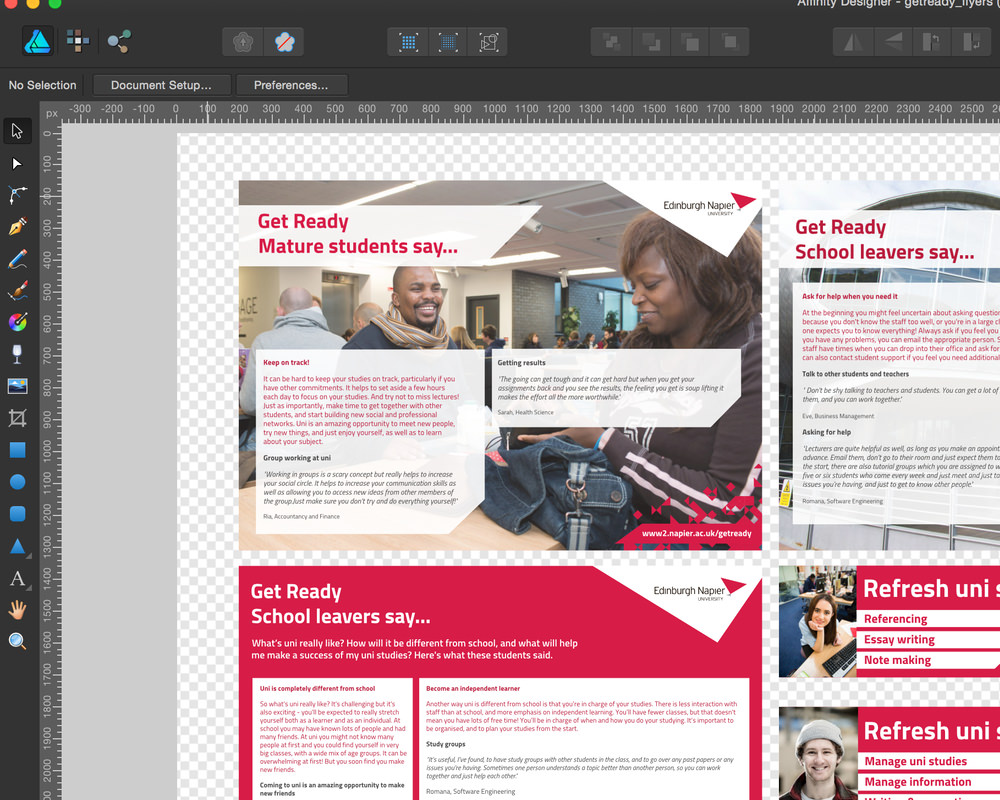 Affinity Designer - getready_flyers (
No Selection
Document Setup...
Preferences...
px
-300
-200
-100
0
100
200
300
400
500
600
700
800
900
1000
1100
1200
1300
1400
1500
1600
1700
1800
1900
2000
2100
2200
2300
2400
2500
0
100
200
300
400
500
600
700
800
900
1000
1100
1200
1300
1400
1500
1600
1700
1800
1900
2000
A
Get Ready
Mature students say...
Edinburgh Napier
UNIVERSITY
Keep on track!
It can be hard to keep your studies on track, particularly if you
have other commitments. It helps to set aside a few hours
each day to focus on your studies. And try not to miss lectures!
Just as importantly, make time to get together with other
students, and start building new social and professional
networks. Uni is an amazing opportunity to meet new people,
try new things, and just enjoy yourself, as well as to learn
about your subject.
Group working at uni
'Working in groups is a scary concept but really helps to increase
your social circle. It helps to increase your communication skills as
well as allowing you to access new ideas from other members of
the group.Just make sure you don't try and do everything yourself!'
Ria, Accountancy and Finance
Getting results
'The going can get tough and it can get hard but when you get your
assignments back and you see the results, the feeling you get is soup lifting it
makes the effort all the more worthwhile.'
Sarah, Health Science
www2.napier.ac.uk/getready
Get Ready
School leavers say...
Ask for help when you need it
At the beginning you might feel uncertain about asking question
because you don't know the staff too well, or you're in a large cl
one expects you to know everything! Always ask if you feel you
you have any problems, you can email the appropriate person. S
staff have times when you can drop into their office and ask for
can also contact student support if you feel you need additional
Talk to other students and teachers
' Don't be shy talking to teachers and students. You can get a lot of
them, and you can work together.'
Eve, Business Management
Asking for help
'Lecturers are quite helpful as well, as long as you make an appoint
advance. Email them, don't go to their room and just expect them to
the start, there are also tutorial groups which you are assigned to w
five or six students who come every week and just meet and just ta
issues you're having, and just to get to know other people.'
Romana, Software Engineering
Get Ready
School leavers say...
Edinburgh Napier
UNIVERSITY
What's uni really like? How will it be different from school, and what will help
me make a success of my uni studies? Here's what these students said.
Uni is completely different from school
So what's uni really like? It's challenging but it's
also exciting - you'll be expected to really stretch
yourself both as a learner and as an individual. At
school you may have known lots of people and had
many friends. At uni you might not know many
people at first and you could find yourself in very
big classes, with a wide mix of age groups. It can be
overwhelming at first! But you soon find you make
new friends.
Coming to uni is an amazing opportunity to make
new friends
Become an independent learner
Another way uni is different from school is that you're in charge of your studies. There is less interaction with
staff than at school, and more emphasis on independent learning. You'll have fewer classes, but that doesn't
mean you have lots of free time! You'll be in charge of when and how you do your studying. It's important to
be organised, and to plan your studies from the start.
Study groups
'It's useful, I've found, to have study groups with other students in the class, and to go over any past papers or any
issues you're having. Sometimes one person understands a topic better than another person, so you can work
together and just help each other.'
Romana, Software Engineering
Refresh uni s
Referencing
Essay writing
Note making
Refresh uni s
Manage uni studies
Manage information